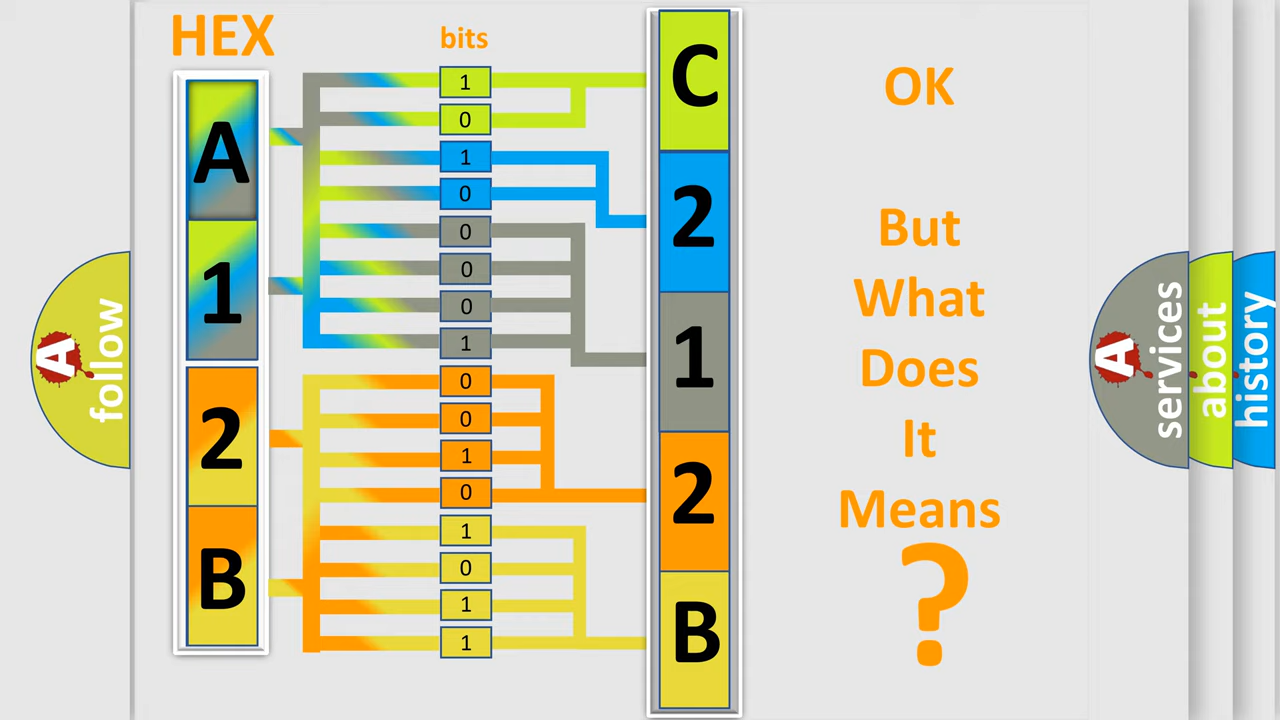 HEX
bits
A
1
2
B
1
0
1
0
0
0
0
1
0
0
1
0
1
0
1
1
C
2
1
2
B
OK
But
What
Does
It
Means
?
A
follow
A
services
about
history